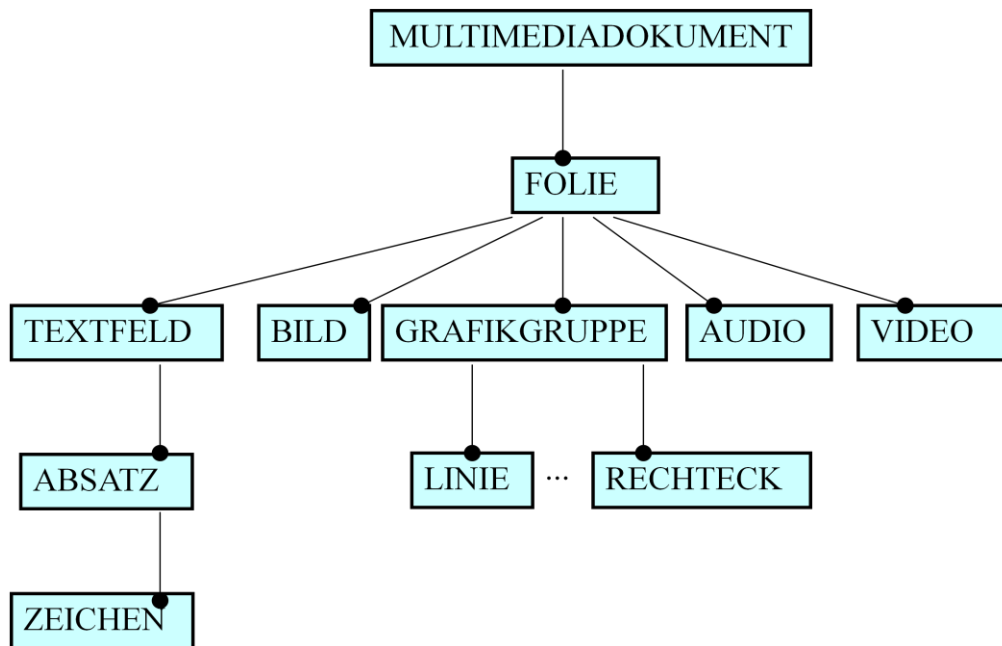 MULTIMEDIADOKUMENT
FOLIE
TEXTFELD BILD GRAFIKGRUPPE AUDIO VIDEO
ABSATZ LINIE ... RECHTECK
ZEICHEN